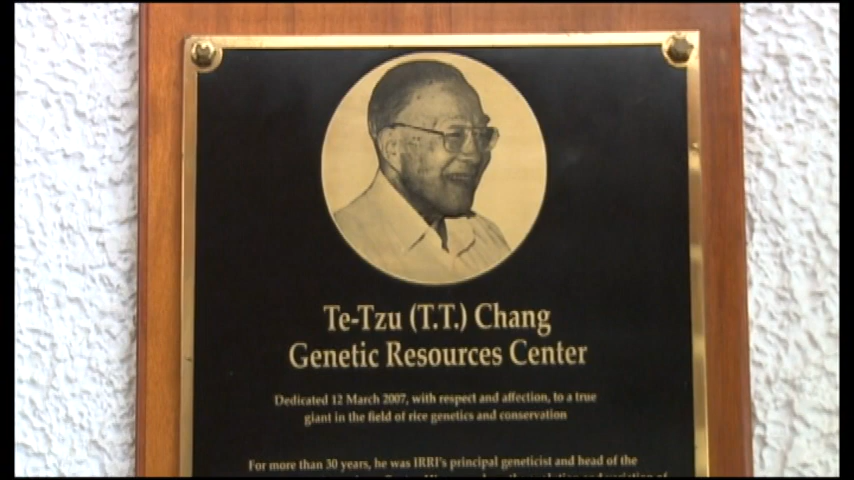 Te-Tzu (T.T.) Chang
Genetic Resources Center
Dedicated 12 March 2007, with respect and affection, to a true
giant in the field of rice genetics and conservation
For more than 30 years, he was IRRI's principal geneticist and head of the